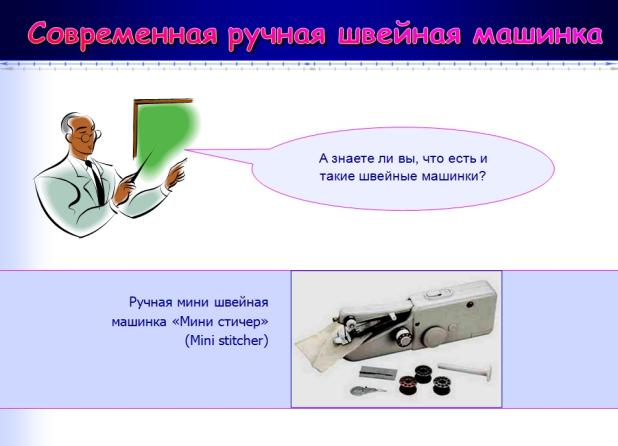 Современная ручная швейная машинка
А знаете ли вы, что есть и
такие швейные машинки?
Ручная мини швейная
машинка «Мини стичер»
(Mini stitcher)